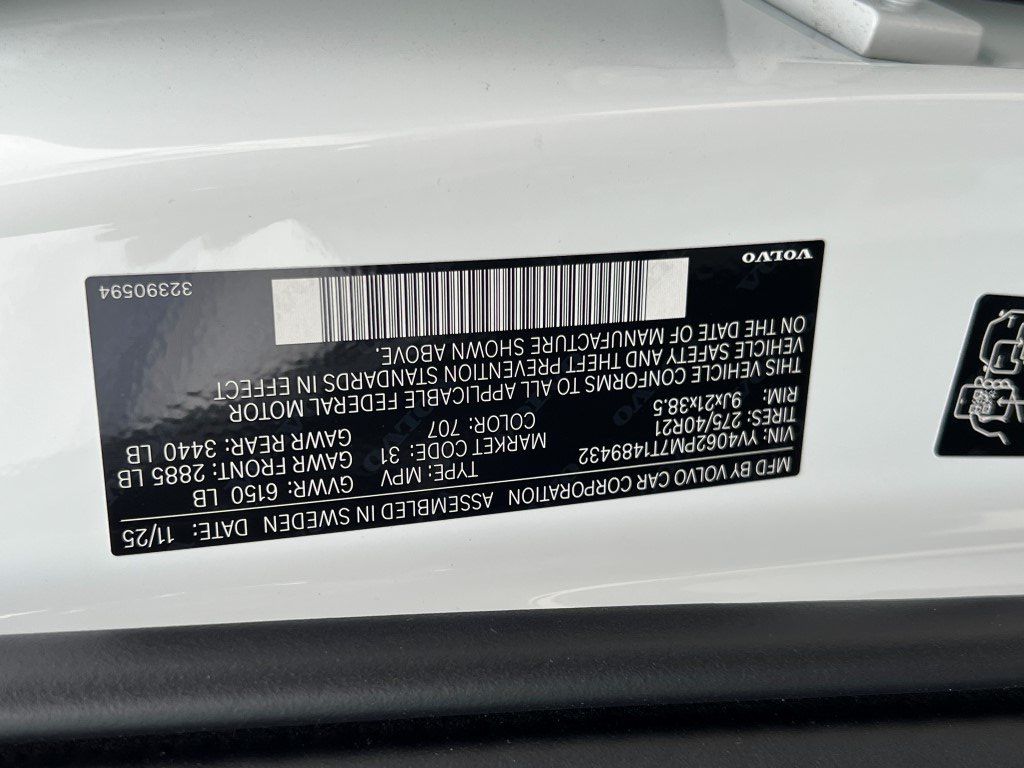 MFD BY VOLVO CAR CORPORATION ASSEMBLED IN SWEDEN DATE: 11/25
VIN: YV4062PM7T1489432 TYPE: MPV GVWR: 6150 LB
TIRES: 275/40R21 MARKET CODE: 31 GAWR FRONT: 2885 LB
RIM: 9Jx21x38.5 COLOR: 707 GAWR REAR: 3440 LB
THIS VEHICLE CONFORMS TO ALL APPLICABLE FEDERAL MOTOR
VEHICLE SAFETY AND THEFT PREVENTION STANDARDS IN EFFECT
ON THE DATE OF MANUFACTURE SHOWN ABOVE.
VOLVO 32390594